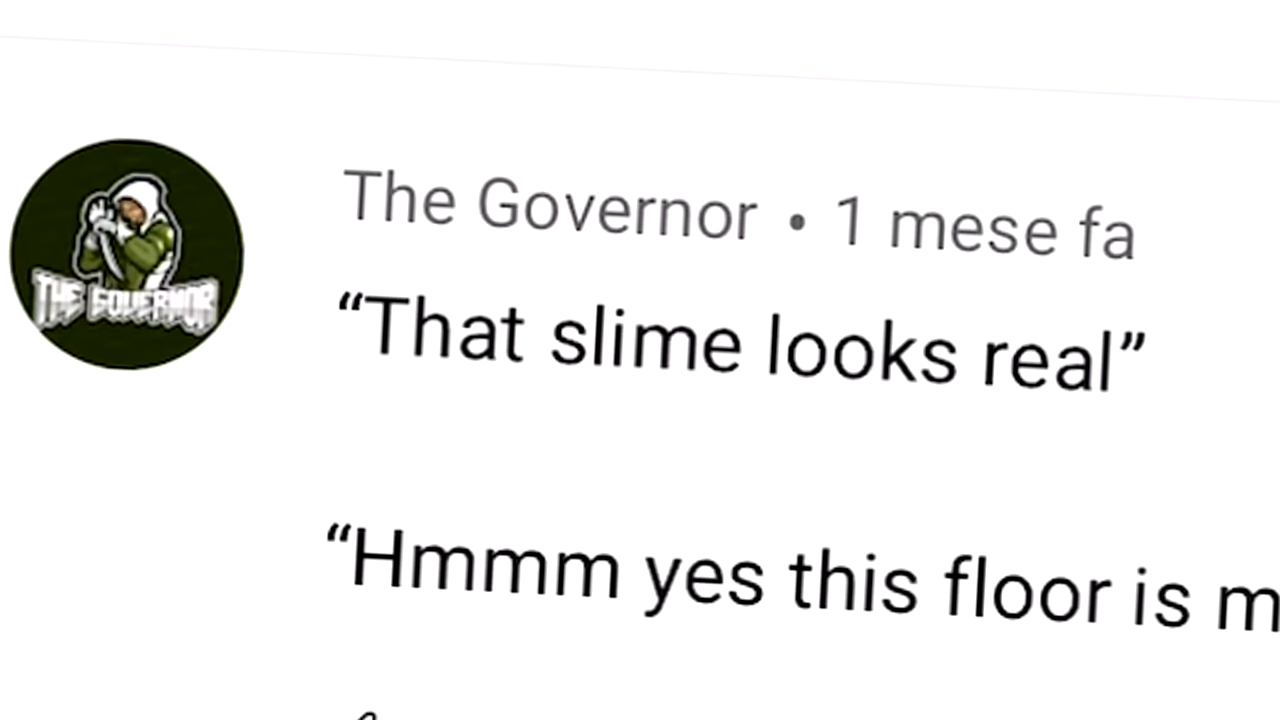 THE GOVERNOR
The Governor • 1 mese fa
“That slime looks real”
“Hmmm yes this floor is m